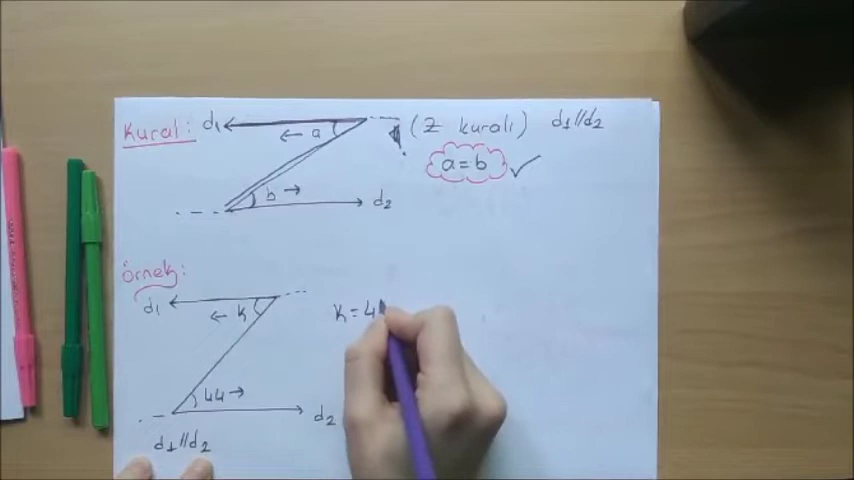 Kural: d1 ← a (Z kuralı) d1//d2
a=b ✓
b → d2
Örnek:
d1 ← k k=4
44 → d2
d1//d2